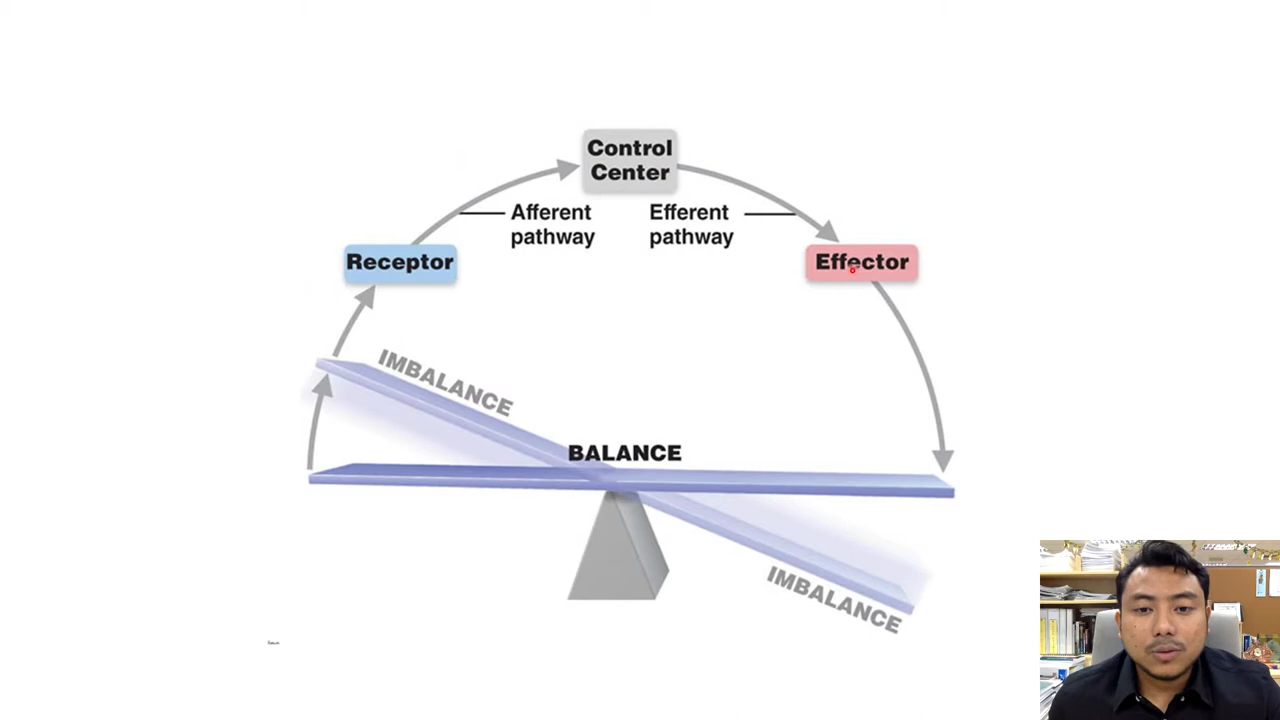 Control
Center
Afferent
pathway
Efferent
pathway
Receptor
Effector
IMBALANCE
BALANCE
IMBALANCE